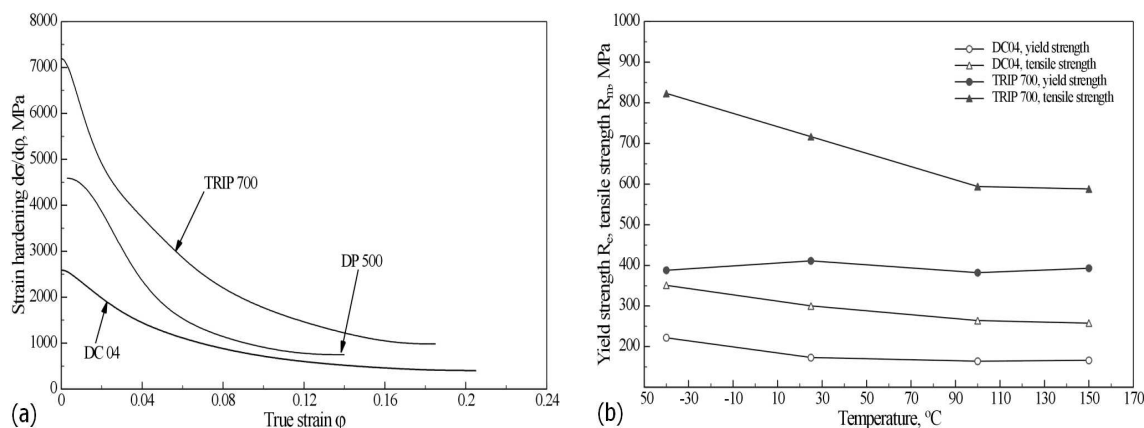 8000
7000
6000
5000
4000
3000
2000
1000
0
Strain hardening dσ/dφ, MPa
TRIP 700
DP 500
DC 04
0 0.04 0.08 0.12 0.16 0.2 0.24
True strain φ
(a)
1000
900
800
700
600
500
400
300
200
Yield strength Re, tensile strength Rm, MPa
DC04, yield strength
DC04, tensile strength
TRIP 700, yield strength
TRIP 700, tensile strength
50 -30 -10 10 30 50 70 90 110 130 150 170
Temperature, °C
(b)